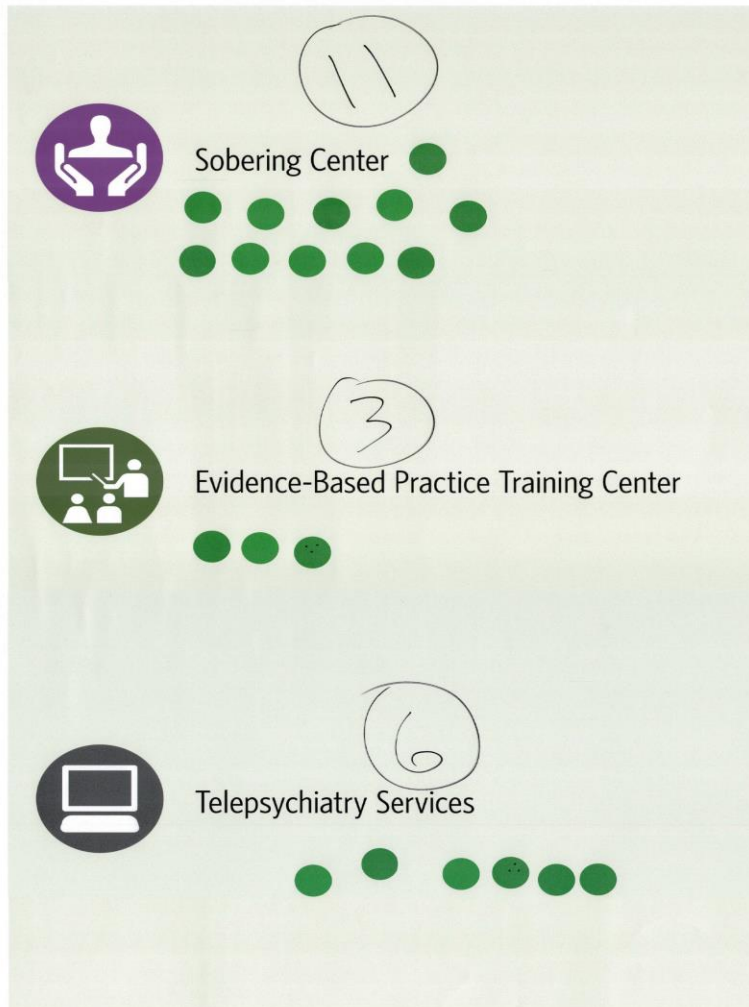 11
Sobering Center
3
Evidence-Based Practice Training Center
6
Telepsychiatry Services